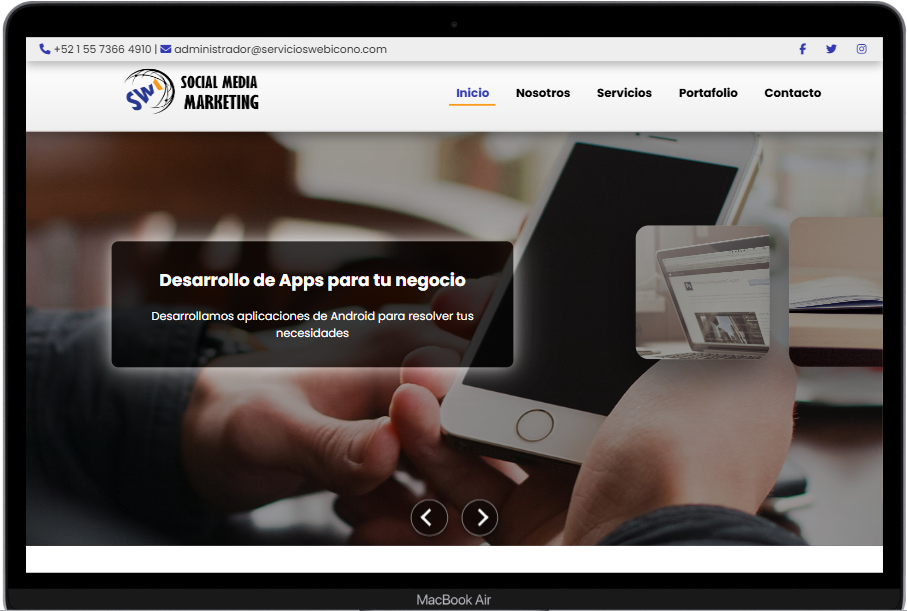 +52 1 55 7366 4910 | administrador@servicioswebicono.com
SWI SOCIAL MEDIA
MARKETING
Inicio Nosotros Servicios Portafolio Contacto
Desarrollo de Apps para tu negocio
Desarrollamos aplicaciones de Android para resolver tus
necesidades
MacBook Air